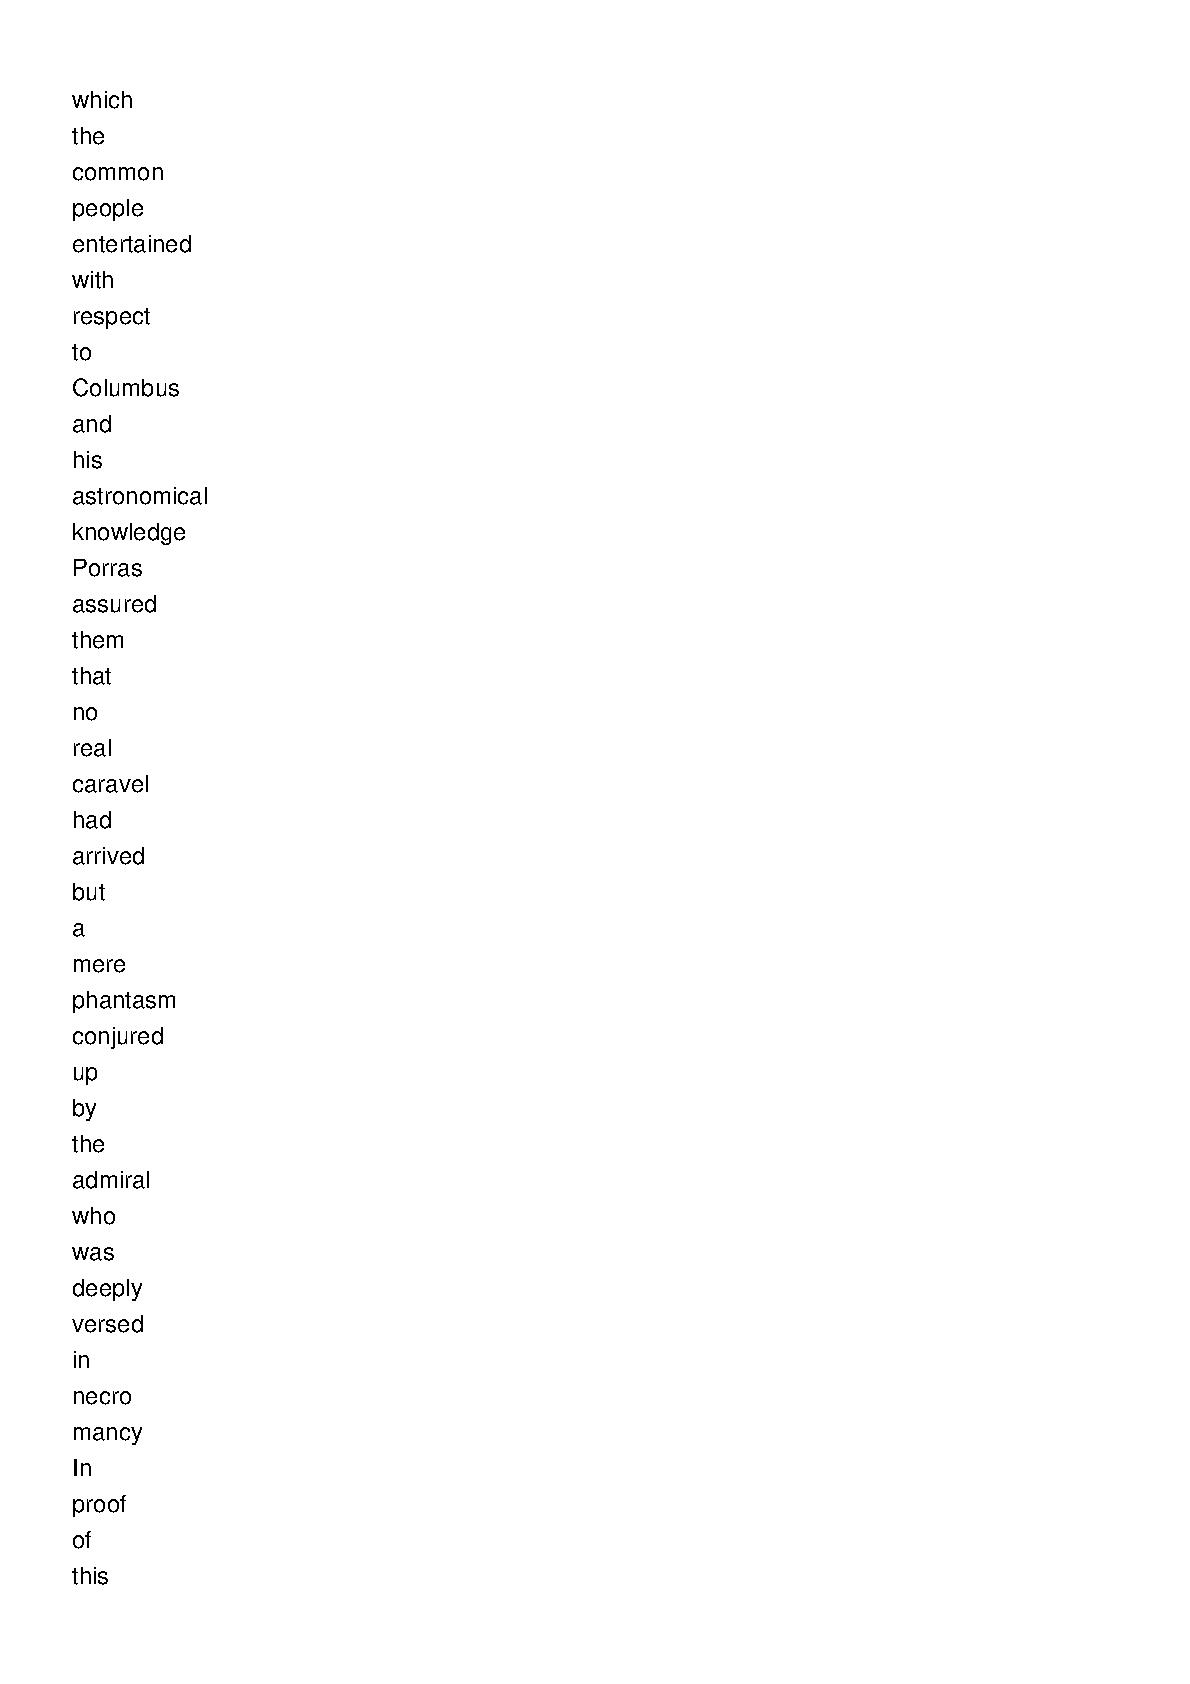 which
the
common
people
entertained
with
respect
to
Columbus
and
his
astronomical
knowledge
Porras
assured
them
that
no
real
caravel
had
arrived
but
a
mere
phantasm
conjured
up
by
the
admiral
who
was
deeply
versed
in
necro
mancy
In
proof
of
this